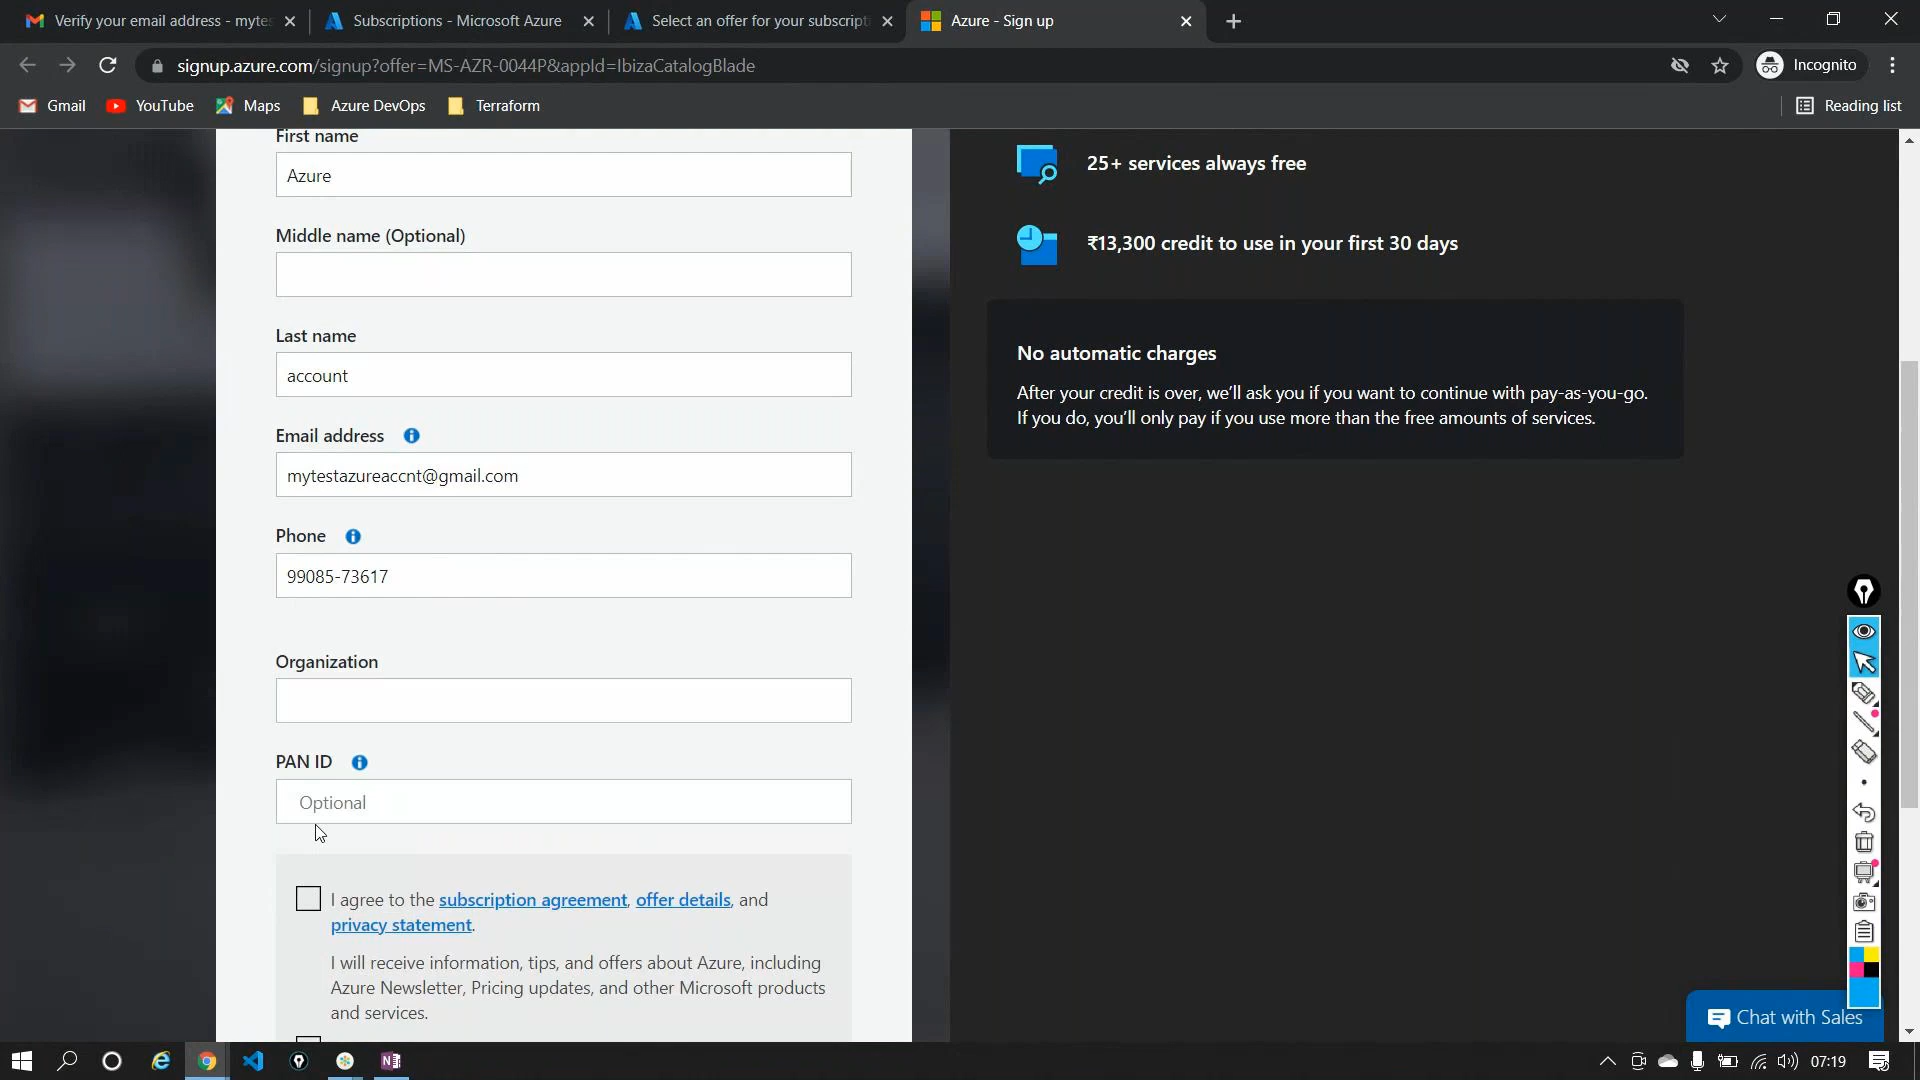 Verify your email address - mytes
Subscriptions - Microsoft Azure
Select an offer for your subscript
Azure - Sign up
signup.azure.com/signup?offer=MS-AZR-0044P&appId=IbizaCatalogBlade
Incognito
Gmail
YouTube
Maps
Azure DevOps
Terraform
Reading list
First name
Azure
Middle name (Optional)
Last name
account
Email address
mytestazureaccnt@gmail.com
Phone
99085-73617
Organization
PAN ID
Optional
I agree to the subscription agreement, offer details, and
privacy statement.
I will receive information, tips, and offers about Azure, including
Azure Newsletter, Pricing updates, and other Microsoft products
and services.
25+ services always free
₹13,300 credit to use in your first 30 days
No automatic charges
After your credit is over, we’ll ask you if you want to continue with pay-as-you-go.
If you do, you’ll only pay if you use more than the free amounts of services.
Chat with Sales
07:19